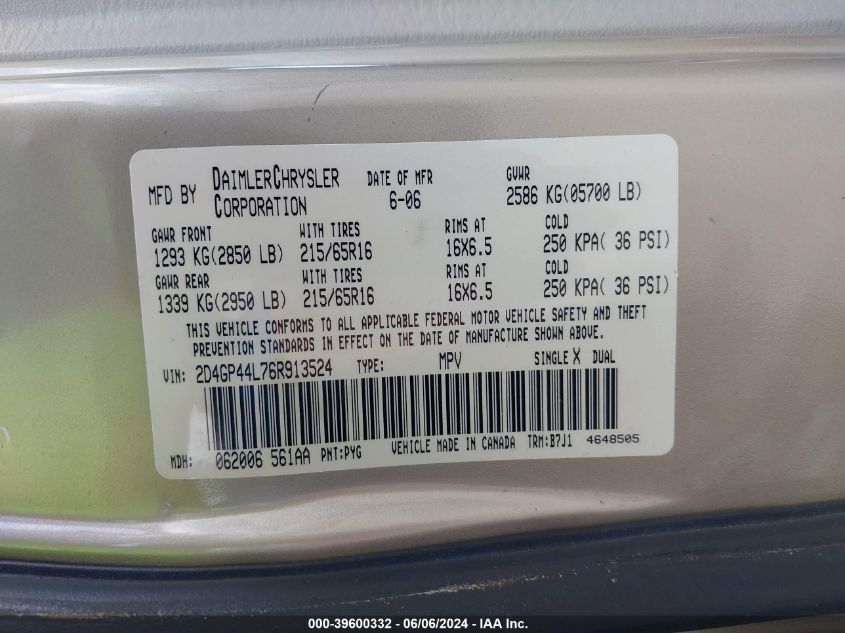 MFD BY DAIMLERCHRYSLER CORPORATION DATE OF MFR 6-06 GVWR 2586 KG(05700 LB)
GAWR FRONT WITH TIRES RIMS AT COLD
1293 KG(2850 LB) 215/65R16 16X6.5 250 KPA( 36 PSI)
GAWR REAR WITH TIRES RIMS AT COLD
1339 KG(2950 LB) 215/65R16 16X6.5 250 KPA( 36 PSI)
THIS VEHICLE CONFORMS TO ALL APPLICABLE FEDERAL MOTOR VEHICLE SAFETY AND THEFT
PREVENTION STANDARDS IN EFFECT ON THE DATE OF MANUFACTURE SHOWN ABOVE.
VIN: 2D4GP44L76R913524 TYPE: MPV SINGLE X DUAL
MDH: 062006 561AA PNT:PYG VEHICLE MADE IN CANADA TRM:B7J1 4648505
000-39600332 - 06/06/2024 - IAAI Inc.